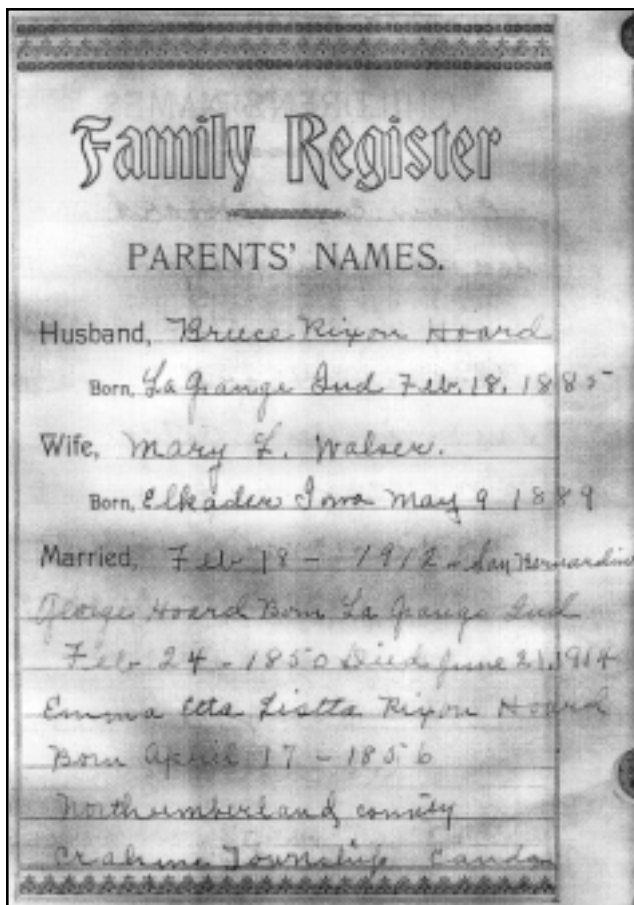 Family Register
PARENTS' NAMES.
Husband, Bruce Rixon Hoard
Born, La Grange Ind Feb. 18. 1885
Wife, Mary F. Walser.
Born, Elkader Iowa May 9 1889
Married, Feb 18 - 1912 - San Bernardino
George Hoard Born La Grange Ind
Feb 24 - 1850 Died June 21, 1914
Emma Etta Rixon Hoard
Born April 17 - 1856
Northumberland county
Township